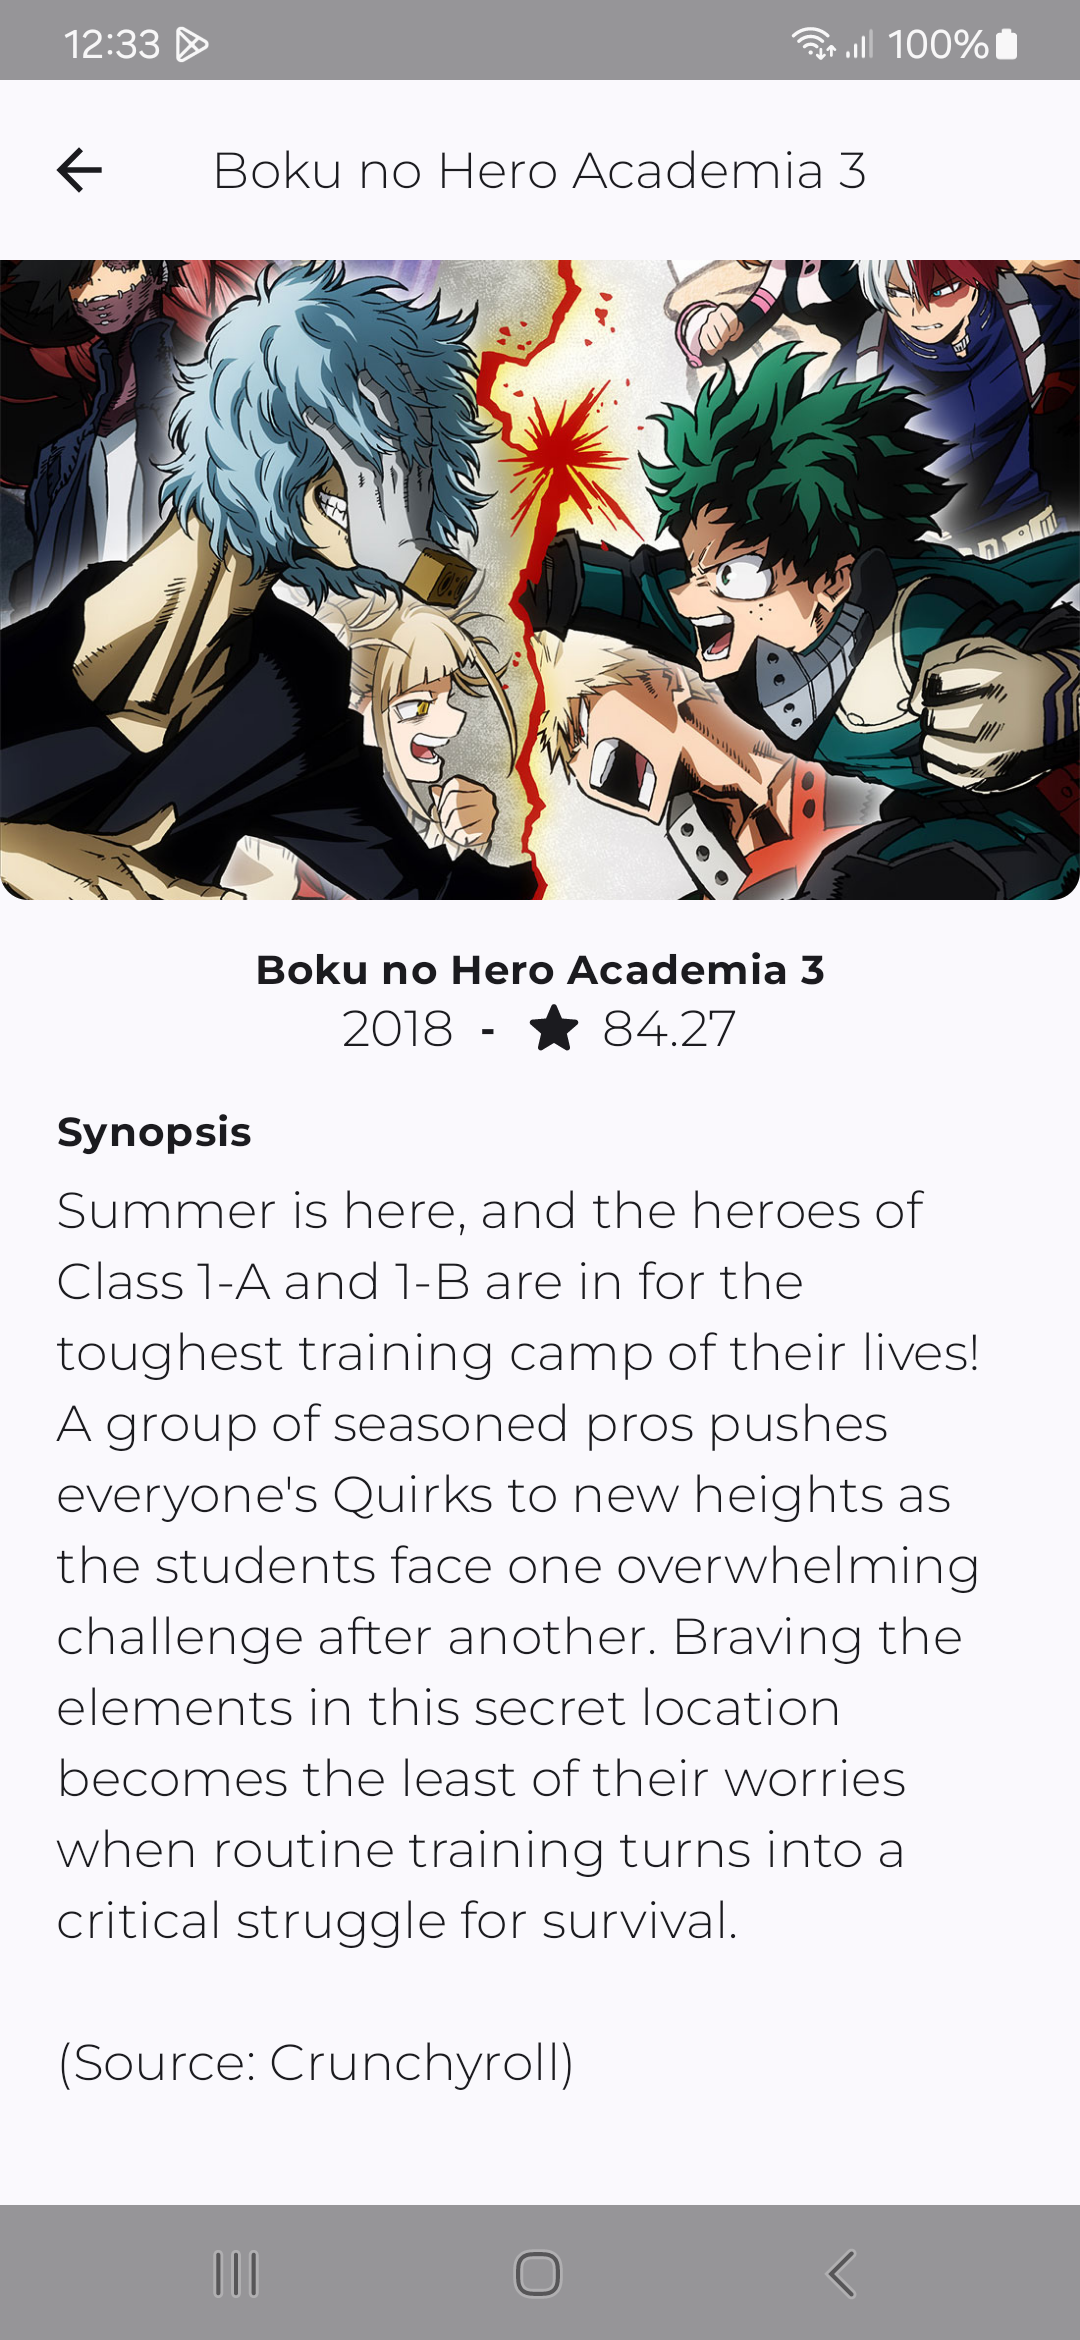 12:33 100%
Boku no Hero Academia 3
Boku no Hero Academia 3
2018 - ★ 84.27
Synopsis
Summer is here, and the heroes of
Class 1-A and 1-B are in for the
toughest training camp of their lives!
A group of seasoned pros pushes
everyone's Quirks to new heights as
the students face one overwhelming
challenge after another. Braving the
elements in this secret location
becomes the least of their worries
when routine training turns into a
critical struggle for survival.
(Source: Crunchyroll)